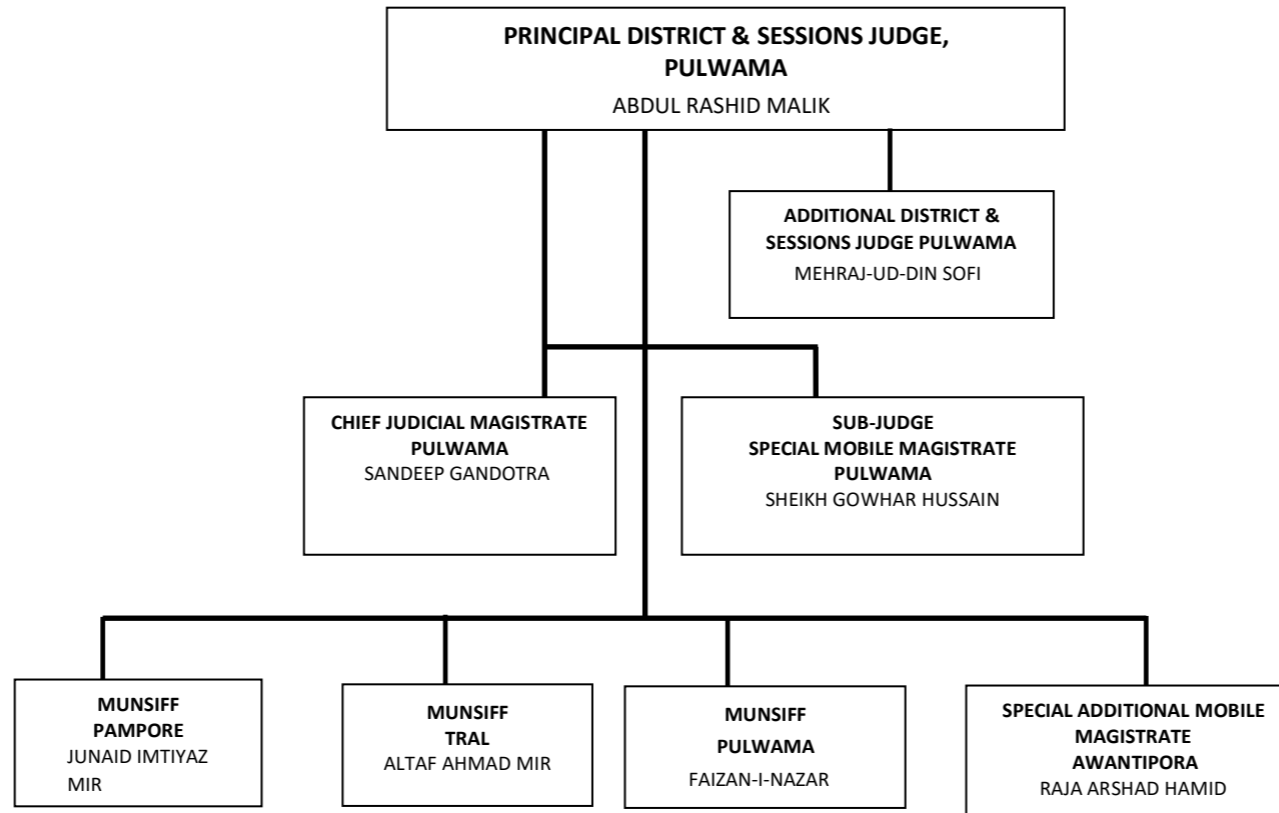 PRINCIPAL DISTRICT & SESSIONS JUDGE,
PULWAMA
ABDUL RASHID MALIK
ADDITIONAL DISTRICT &
SESSIONS JUDGE PULWAMA
MEHRAJ-UD-DIN SOFI
CHIEF JUDICIAL MAGISTRATE
PULWAMA
SANDEEP GANDOTRA
SUB-JUDGE
SPECIAL MOBILE MAGISTRATE
PULWAMA
SHEIKH GOWHAR HUSSAIN
MUNSIFF
PAMPORE
JUNAID IMTIYAZ
MIR
MUNSIFF
TRAL
ALTAF AHMAD MIR
MUNSIFF
PULWAMA
FAIZAN-I-NAZAR
SPECIAL ADDITIONAL MOBILE
MAGISTRATE
AWANTIPORA
RAJA ARSHAD HAMID